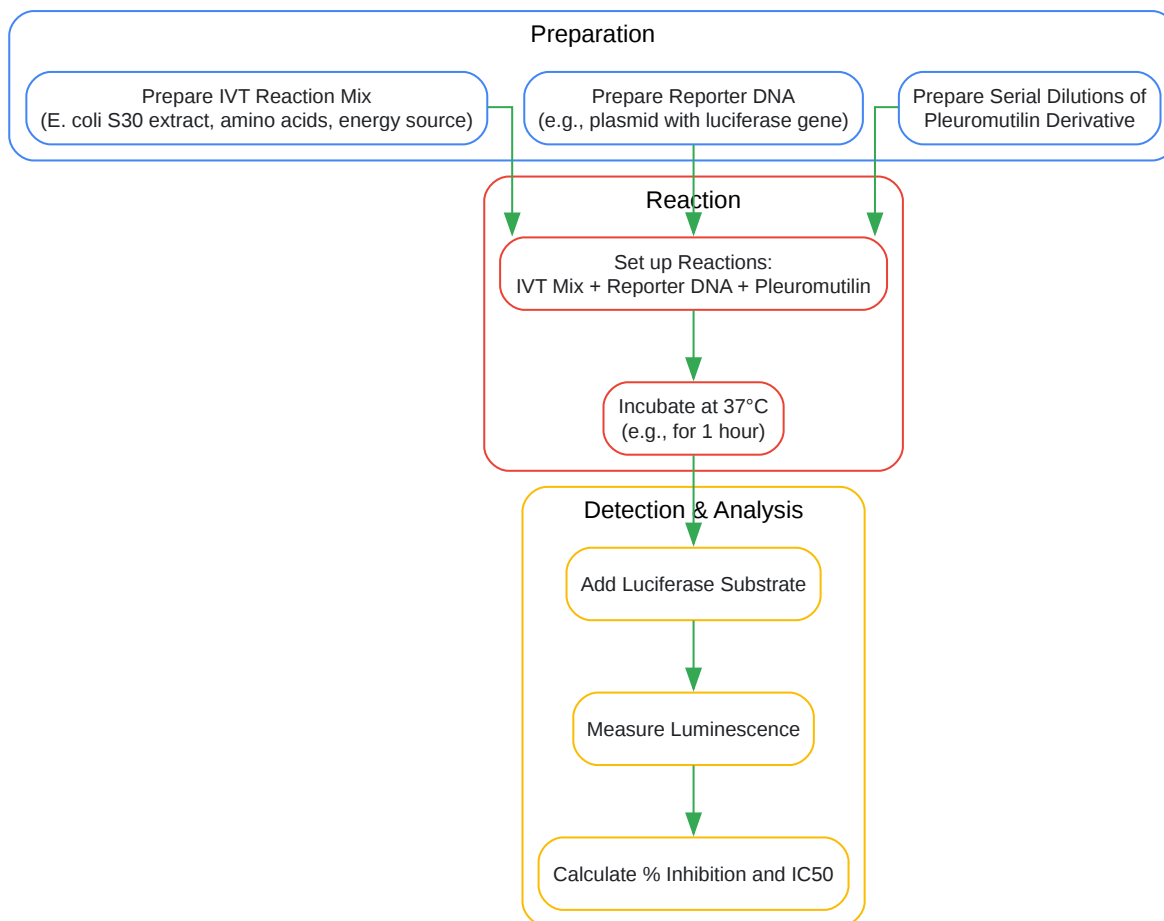 Preparation
Prepare IVT Reaction Mix
(E. coli S30 extract, amino acids, energy source)
Prepare Reporter DNA
(e.g., plasmid with luciferase gene)
Prepare Serial Dilutions of
Pleuromutilin Derivative
Reaction
Set up Reactions:
IVT Mix + Reporter DNA + Pleuromutilin
Incubate at 37°C
(e.g., for 1 hour)
Detection & Analysis
Add Luciferase Substrate
Measure Luminescence
Calculate % Inhibition and IC50